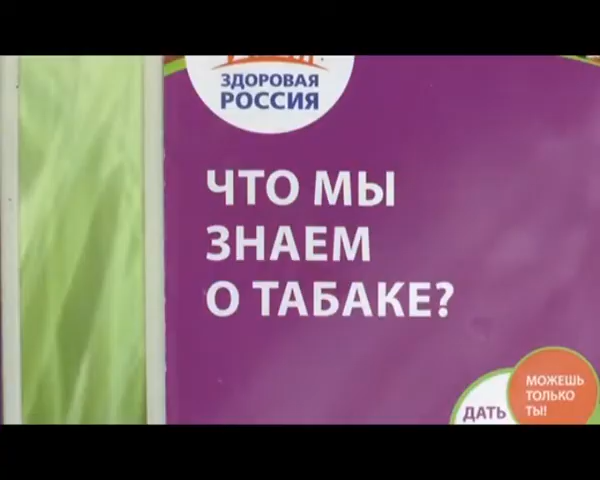 ЗДОРОВАЯ
РОССИЯ
ЧТО МЫ
ЗНАЕМ
О ТАБАКЕ?
ДАТЬ
МОЖЕШЬ
ТОЛЬКО
ТЫ!